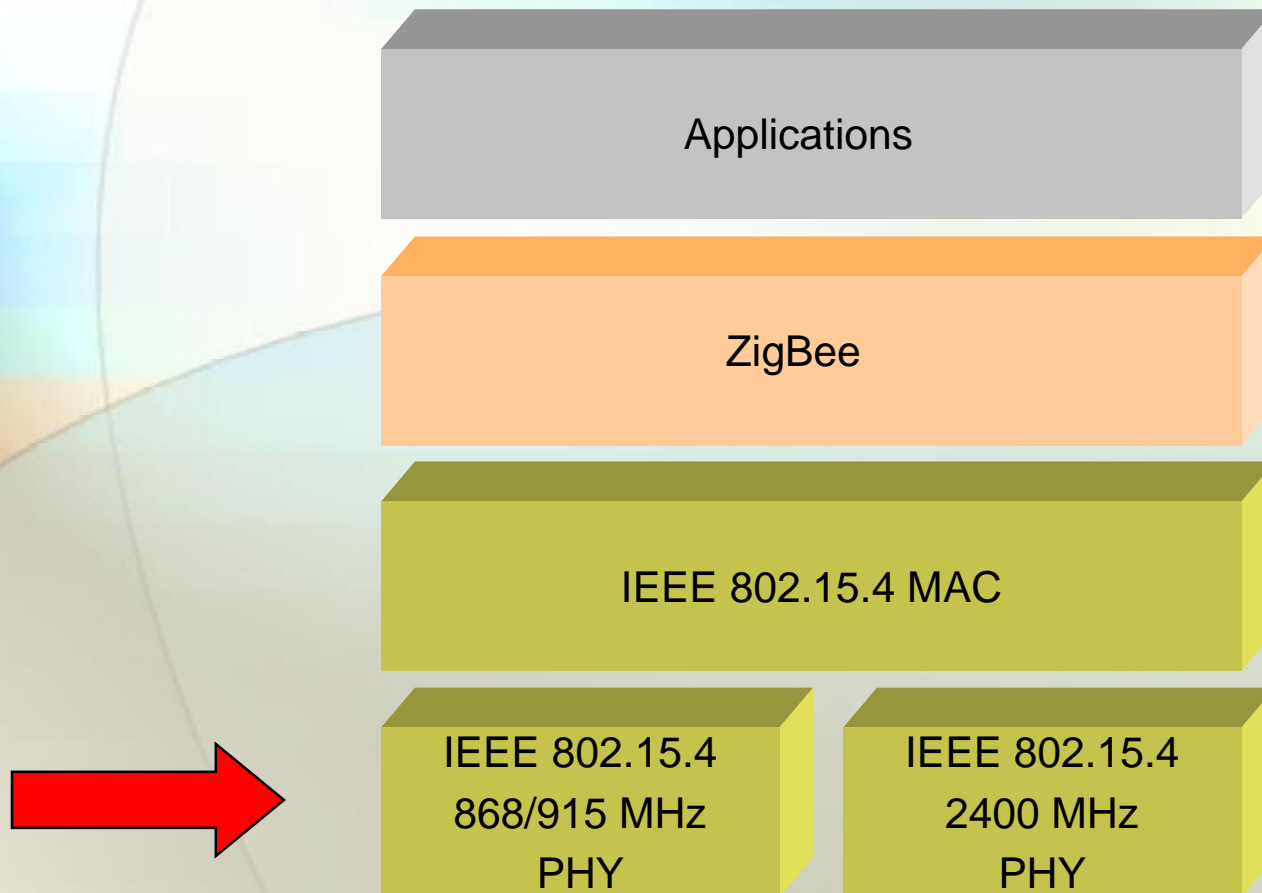 Applications
ZigBee
IEEE 802.15.4 MAC
IEEE 802.15.4
868/915 MHz
PHY
IEEE 802.15.4
2400 MHz
PHY